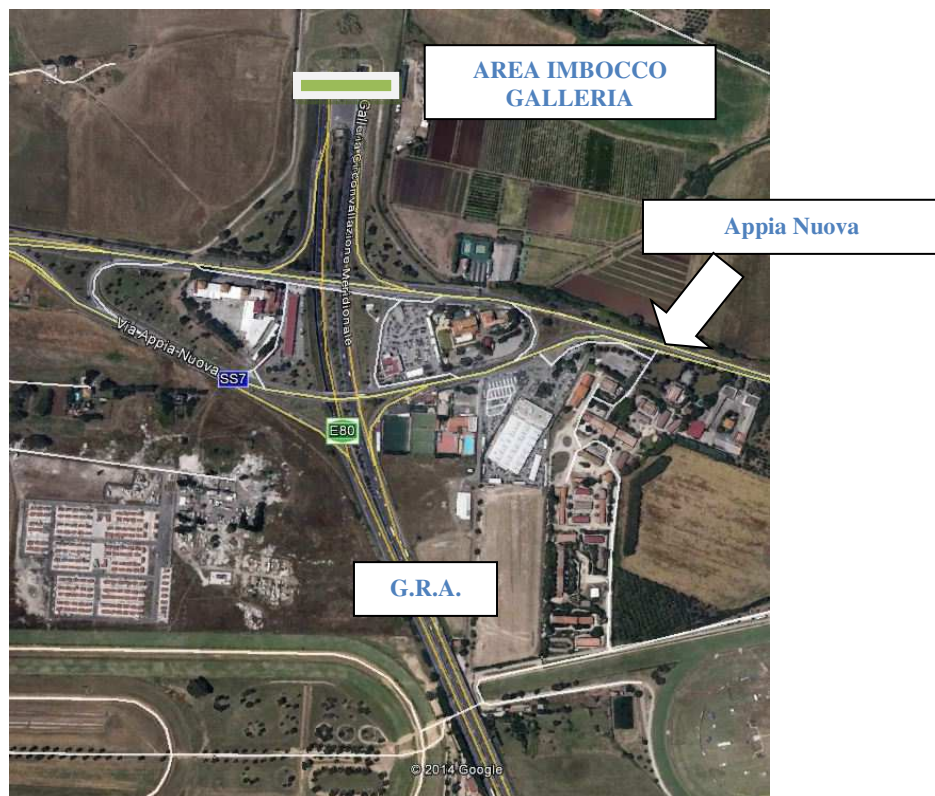 AREA IMBOCCO
GALLERIA
Galleria Circonvallazione Meridionale
Appia Nuova
Via Appia Nuova
SS7
E80
G.R.A.
© 2014 Google